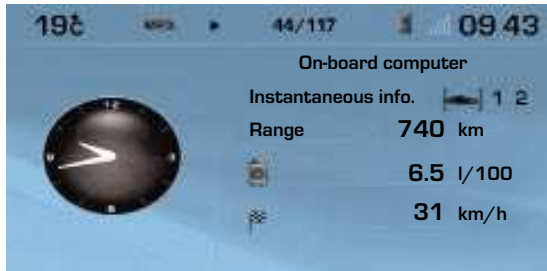 19°c MP3 44/117 09 43
On-board computer
Instantaneous info. 1 2
Range 740 km
6.5 l/100
31 km/h
12